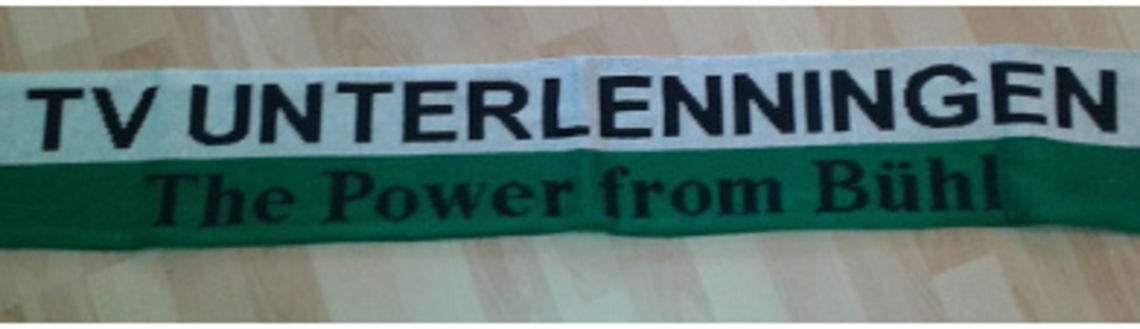 TV UNTERLENNINGEN
The Power from Bühl